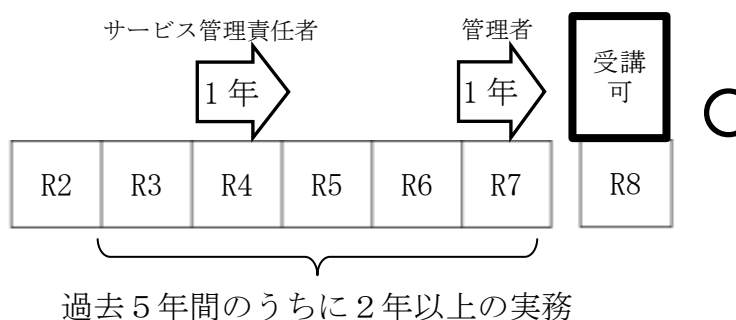 サービス管理責任者
管理者
1年
1年
受講
可
○
R2 R3 R4 R5 R6 R7 R8
過去５年間のうちに２年以上の実務